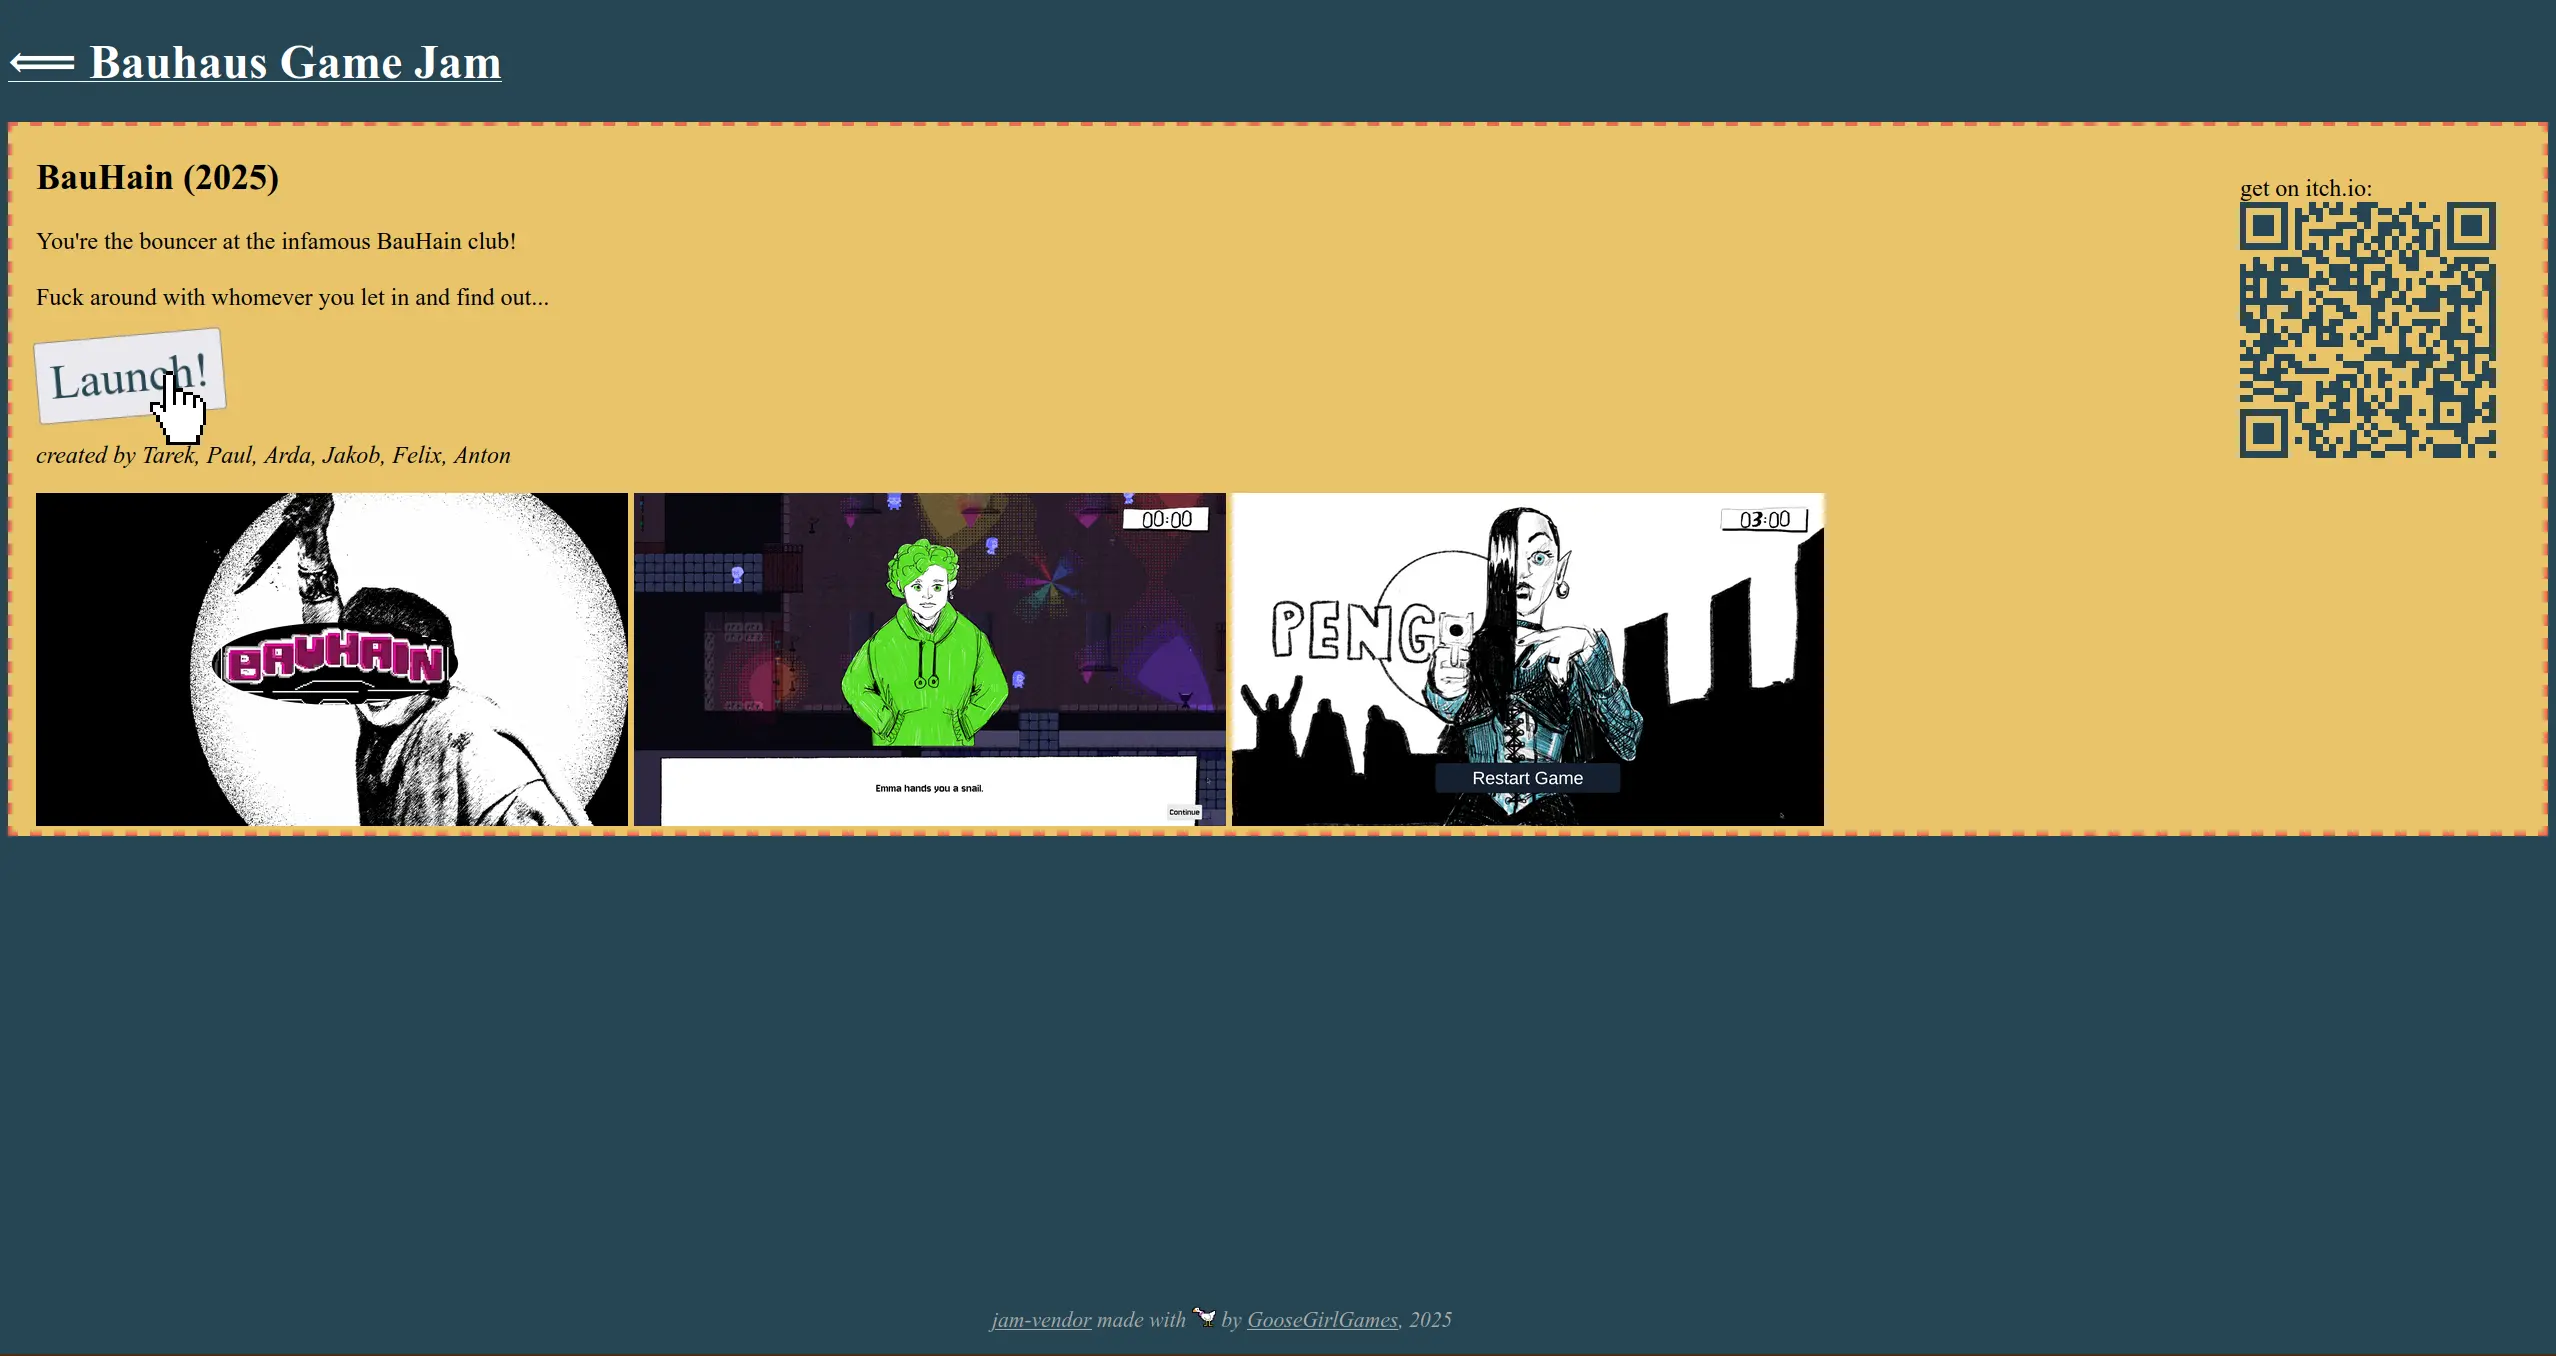 ⟸ Bauhaus Game Jam
BauHain (2025)
You're the bouncer at the infamous BauHain club!
Fuck around with whomever you let in and find out...
Launch!
created by Tarek, Paul, Arda, Jakob, Felix, Anton
get on itch.io:
BAUHAIN
00:00
Emma hands you a snail.
Continue
PENG
03:00
Restart Game
jam-vendor made with by GooseGirlGames, 2025